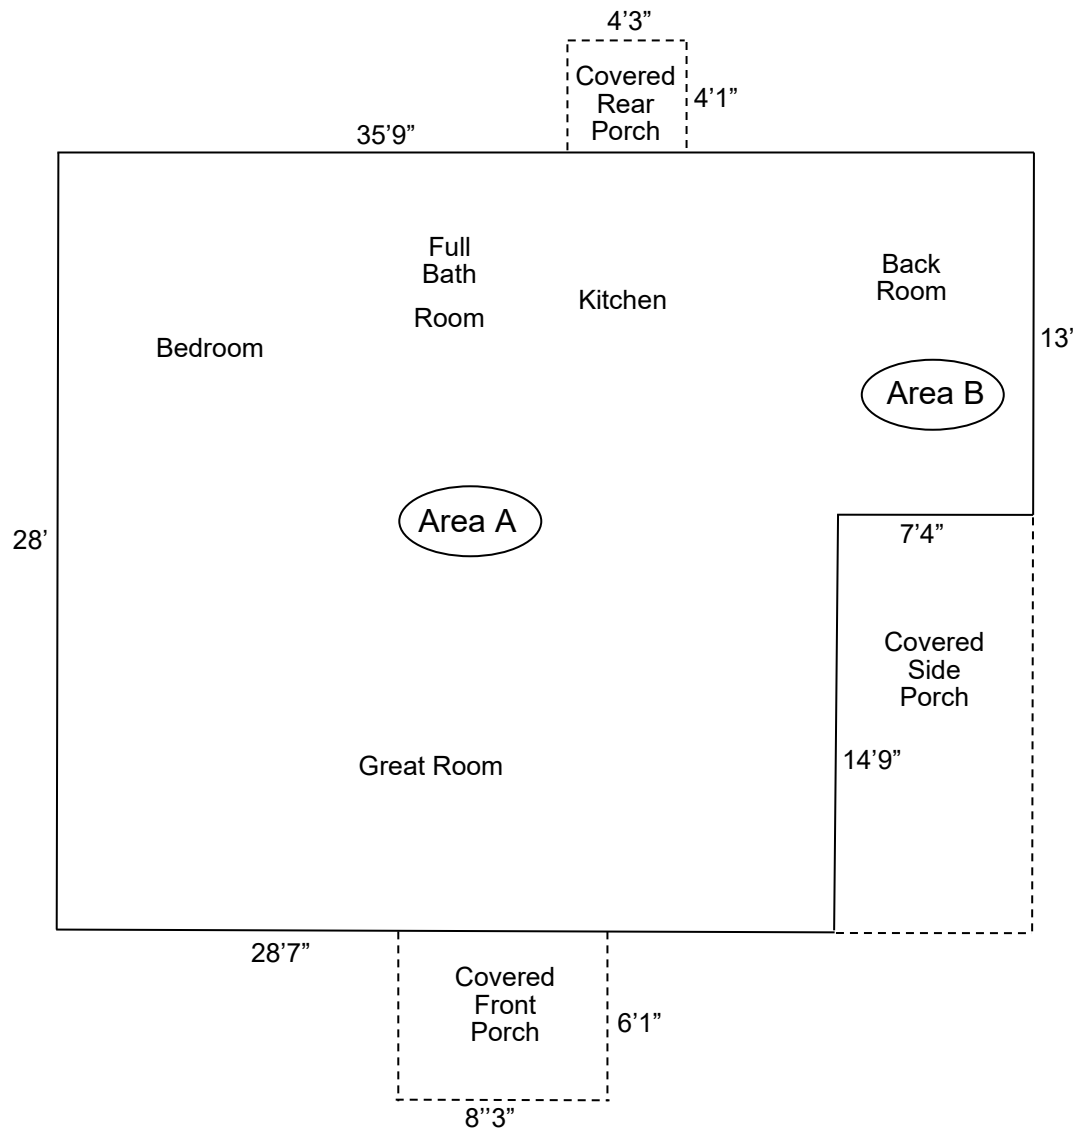 4’3”
Covered
Rear
Porch
4’1”
35’9”
Full
Bath
Room
Kitchen
Back
Room
Bedroom
13’
Area B
Area A
28’
7’4”
Covered
Side
Porch
14’9”
Great Room
28’7”
Covered
Front
Porch
6’1”
8’’3”